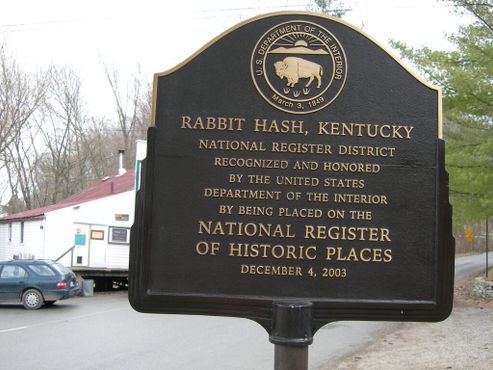 U. S. DEPARTMENT OF THE INTERIOR
March 3, 1849
RABBIT HASH, KENTUCKY
NATIONAL REGISTER DISTRICT
RECOGNIZED AND HONORED
BY THE UNITED STATES
DEPARTMENT OF THE INTERIOR
BY BEING PLACED ON THE
NATIONAL REGISTER
OF HISTORIC PLACES
DECEMBER 4, 2003